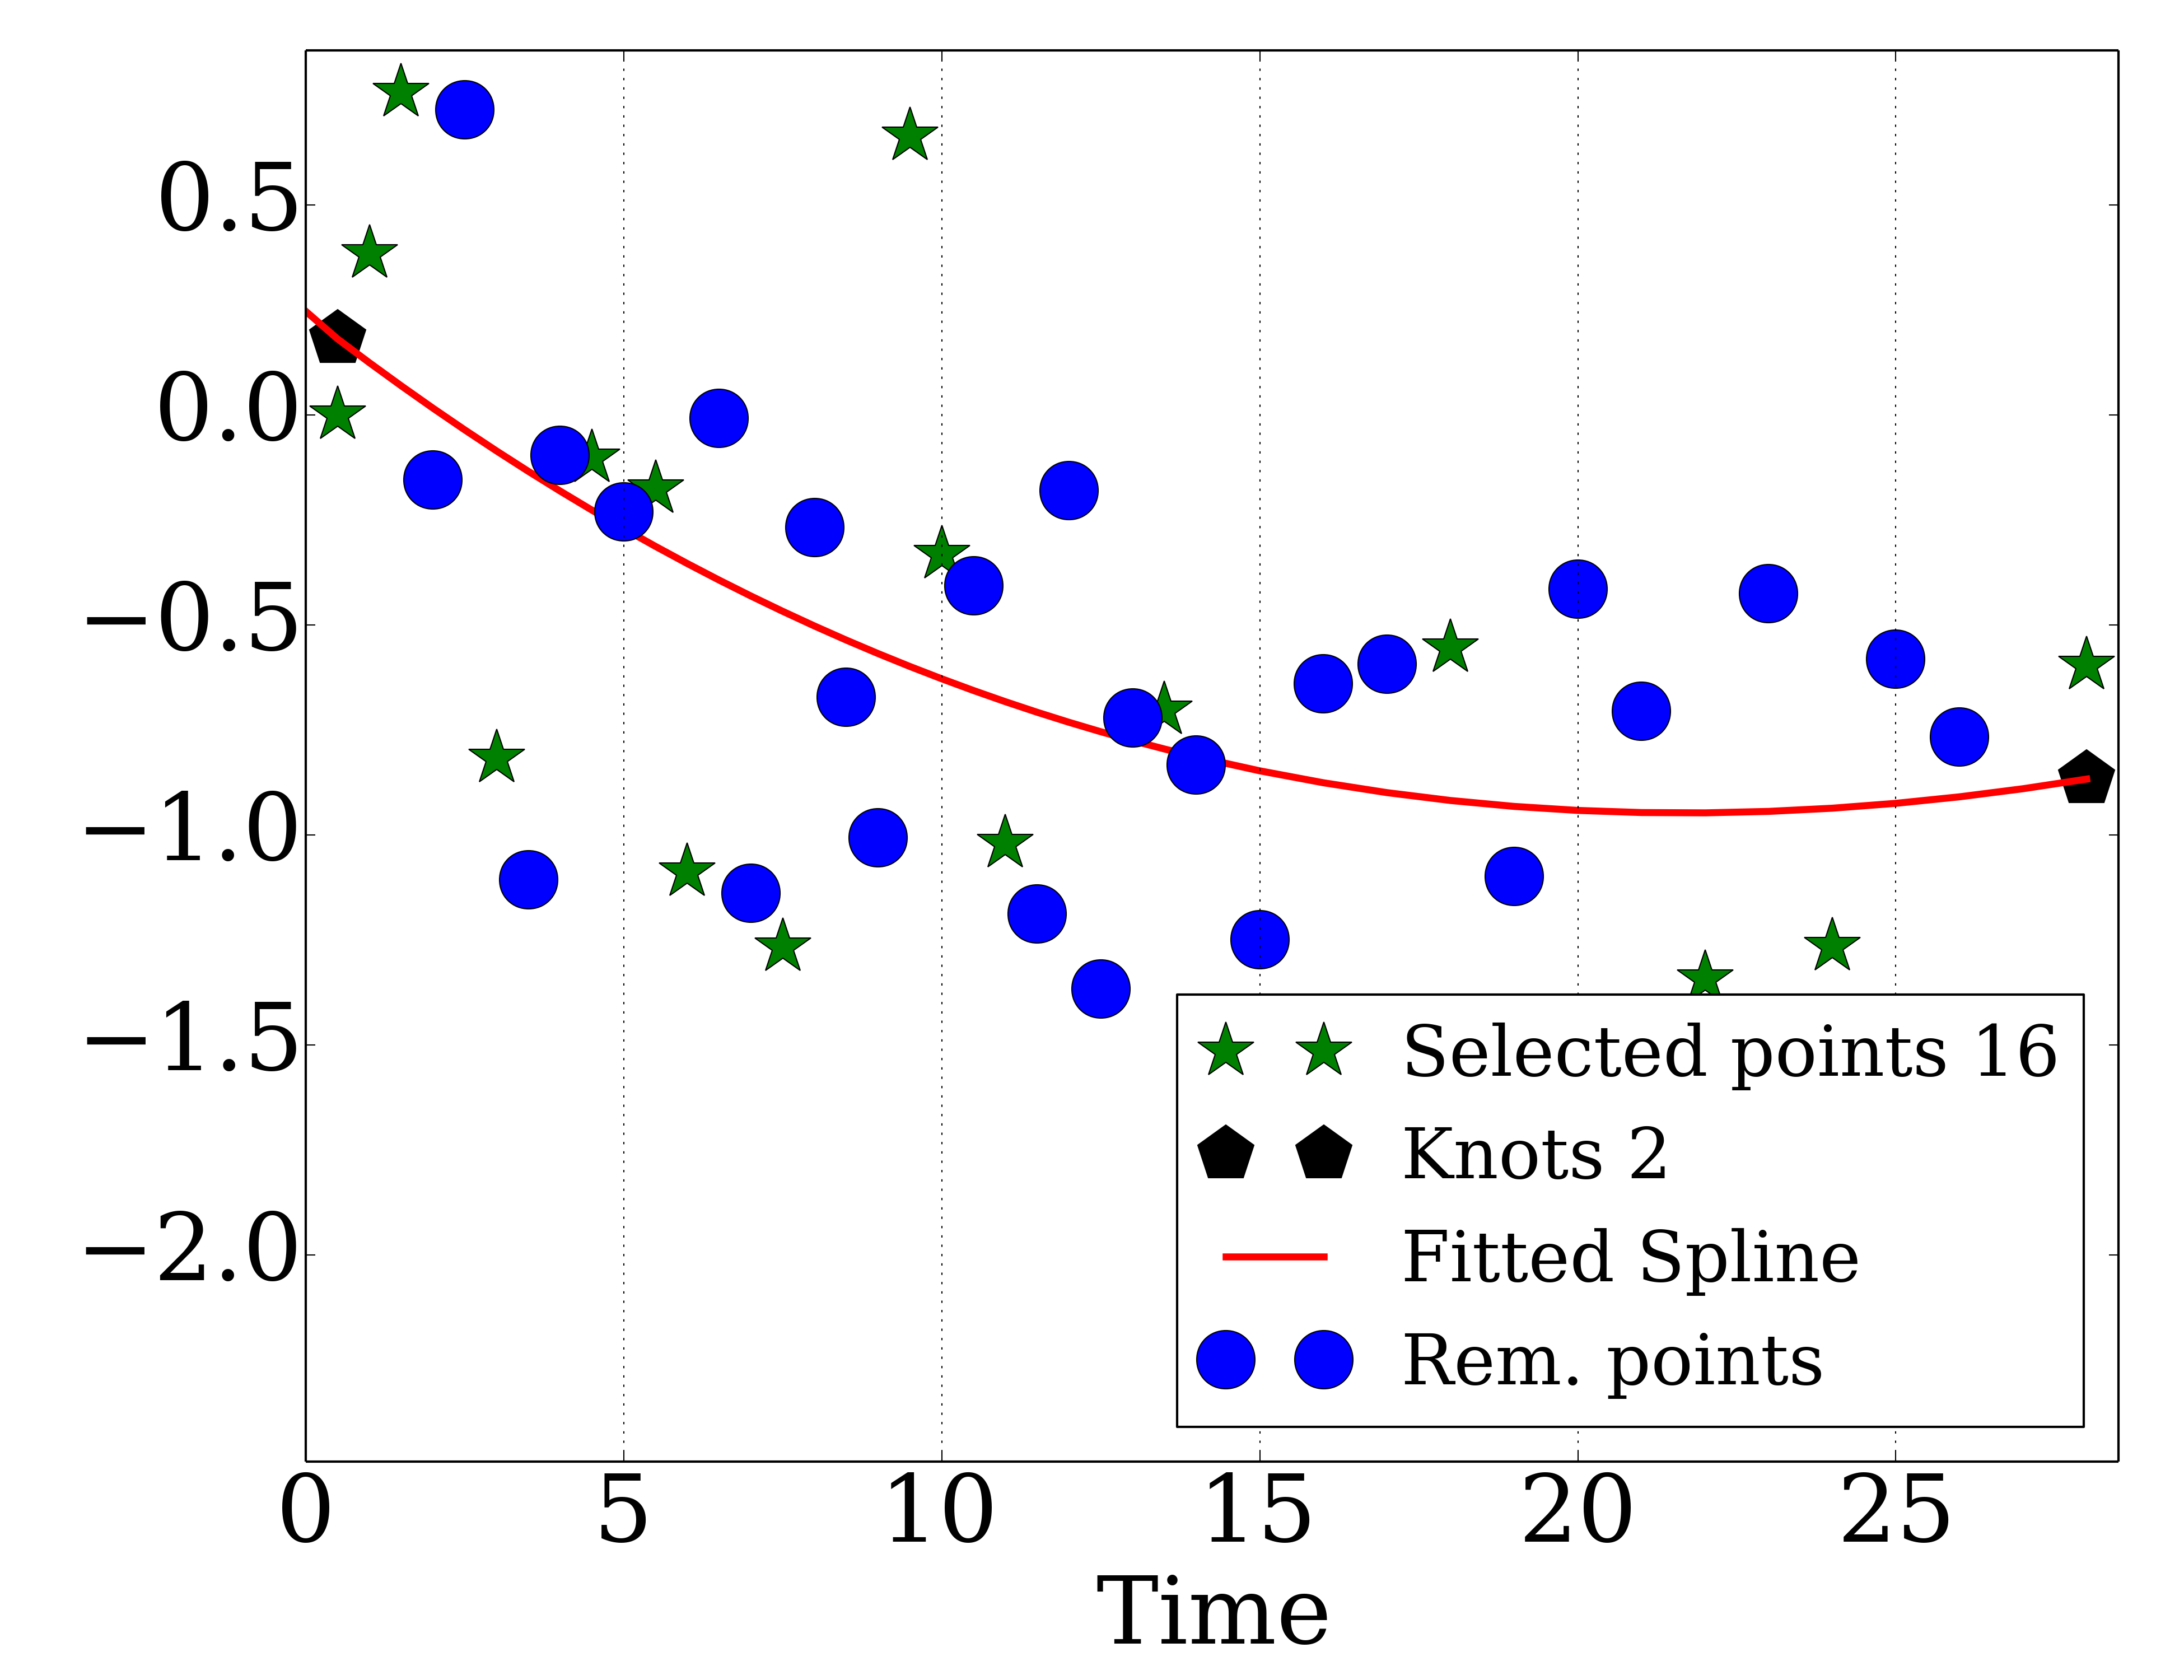 0.5
0.0
−0.5
−1.0
−1.5
−2.0
Selected points 16
Knots 2
Fitted Spline
Rem. points
0 5 10 15 20 25
Time